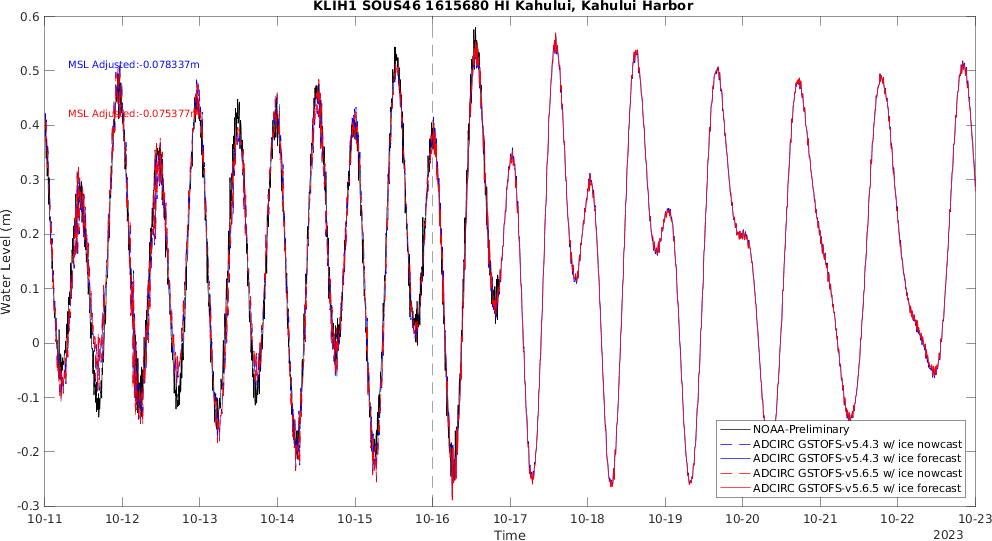 KLIH1 SOUS46 1615680 HI Kahului, Kahului Harbor
0.6
0.5
0.4
0.3
0.2
0.1
0
-0.1
-0.2
-0.3
Water Level (m)
MSL Adjusted:-0.078337m
MSL Adjusted:-0.075377m
NOAA-Preliminary
ADCIRC GSTOFS-v5.4.3 w/ ice nowcast
ADCIRC GSTOFS-v5.4.3 w/ ice forecast
ADCIRC GSTOFS-v5.6.5 w/ ice nowcast
ADCIRC GSTOFS-v5.6.5 w/ ice forecast
10-11 10-12 10-13 10-14 10-15 10-16 10-17 10-18 10-19 10-20 10-21 10-22 10-23
Time
2023